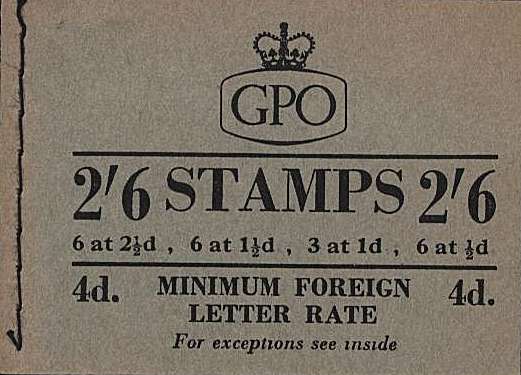 GPO
2'6 STAMPS 2'6
6 at 2½d , 6 at 1½d , 3 at 1d , 6 at ½d
4d. MINIMUM FOREIGN 4d.
LETTER RATE
For exceptions see inside